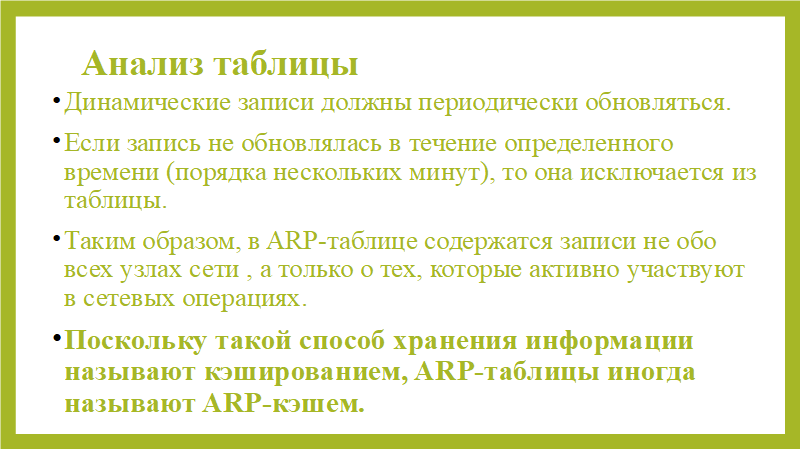 Анализ таблицы
•Динамические записи должны периодически обновляться.
•Если запись не обновлялась в течение определенного
времени (порядка нескольких минут), то она исключается из
таблицы.
•Таким образом, в ARP-таблице содержатся записи не обо
всех узлах сети , а только о тех, которые активно участвуют
в сетевых операциях.
•Поскольку такой способ хранения информации
называют кэшированием, ARP-таблицы иногда
называют ARP-кэшем.